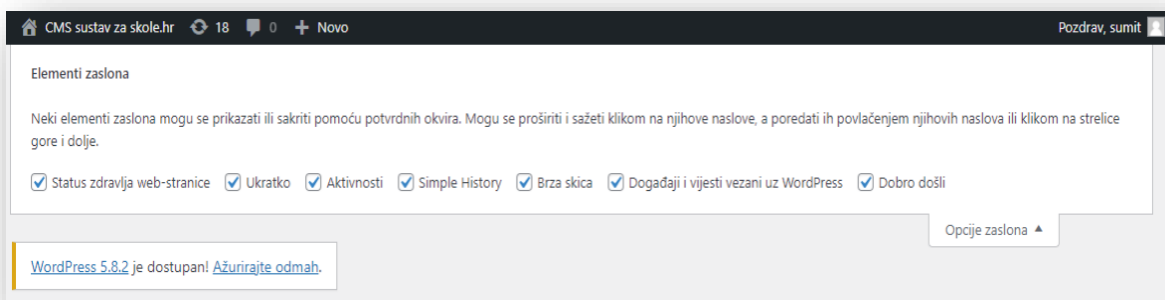 CMS sustav za skole.hr 18 0 + Novo Pozdrav, sumit
Elementi zaslona
Neki elementi zaslona mogu se prikazati ili sakriti pomoću potvrdnih okvira. Mogu se proširiti i sažeti klikom na njihove naslove, a poredati ih povlačenjem njihovih naslova ili klikom na strelice
gore i dolje.
Status zdravlja web-stranice Ukratko Aktivnosti Simple History Brza skica Događaji i vijesti vezani uz WordPress Dobro došli
Opcije zaslona ▲
WordPress 5.8.2 je dostupan! Ažurirajte odmah.